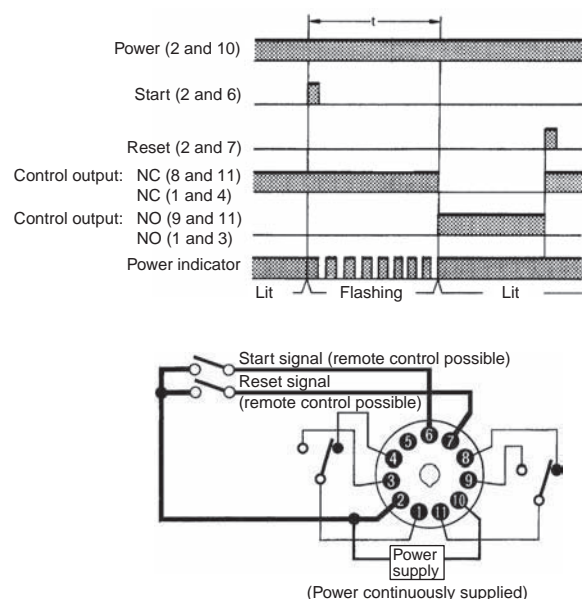 t
Power (2 and 10)
Start (2 and 6)
Reset (2 and 7)
Control output: NC (8 and 11)
NC (1 and 4)
Control output: NO (9 and 11)
NO (1 and 3)
Power indicator
Lit Flashing Lit
Start signal (remote control possible)
Reset signal
(remote control possible)
5 6 7
4 8
3 9
2 10
1 11
Power
supply
(Power continuously supplied)